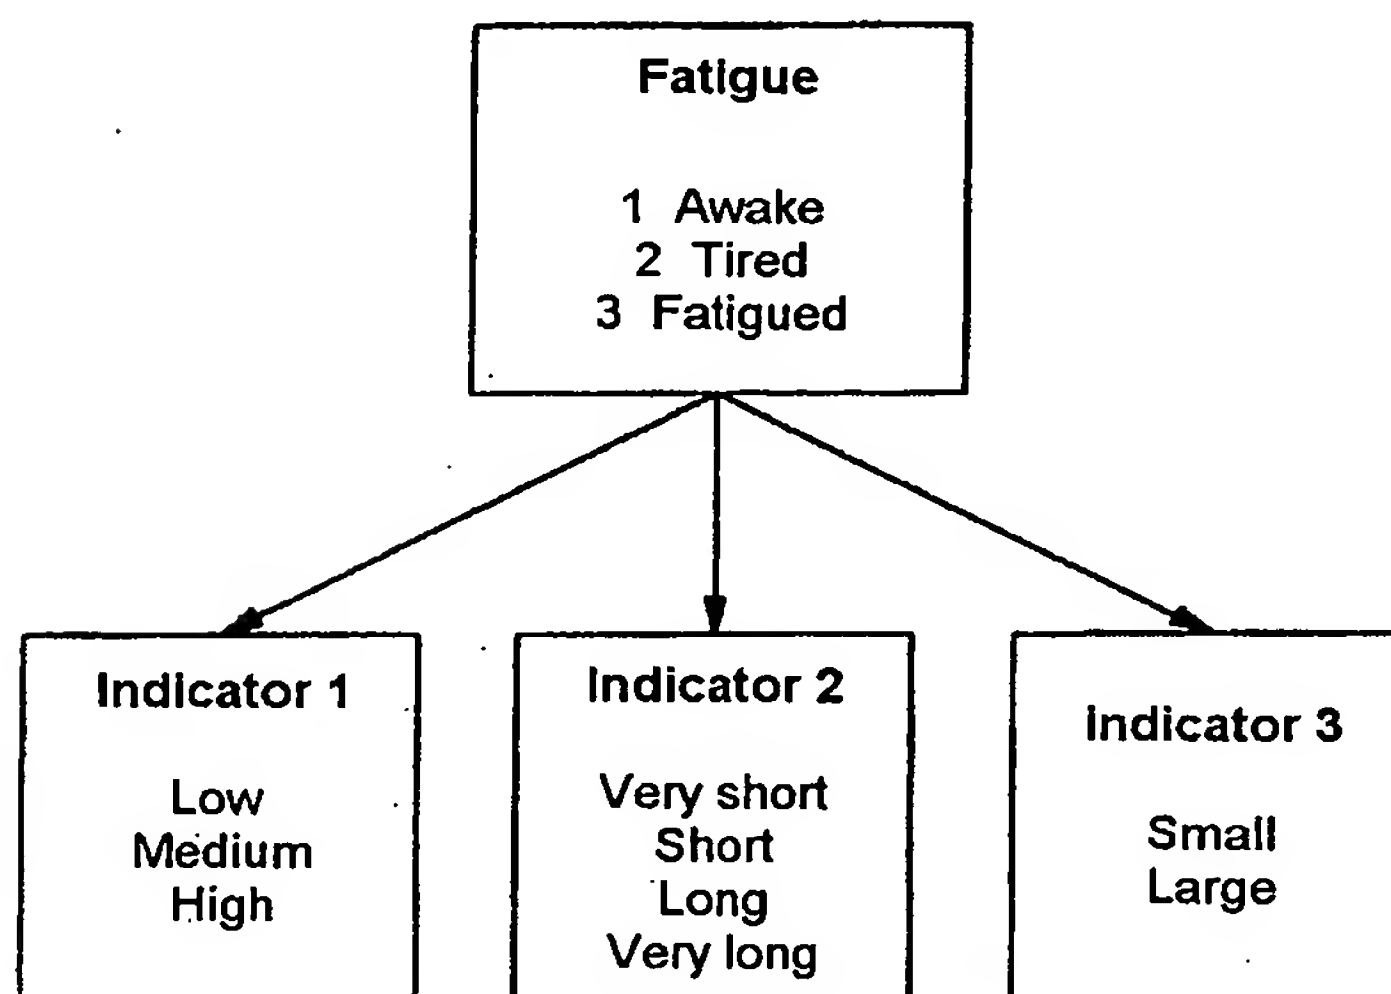 Fatigue
1 Awake
2 Tired
3 Fatigued
Indicator 1
Low
Medium
High
Indicator 2
Very short
Short
Long
Very long
Indicator 3
Small
Large